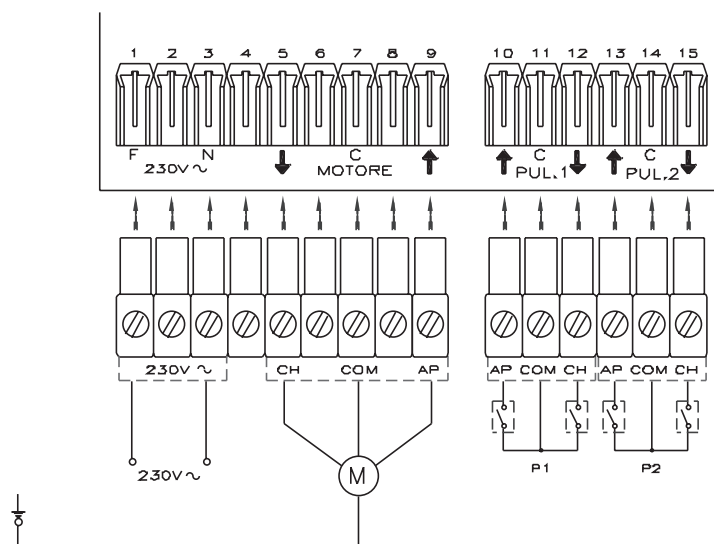 1 2 3 4 5 6 7 8 9 10 11 12 13 14 15
F N C C C
230V~ MOTORE PUL.1 PUL.2
230V~ CH COM AP AP COM CH AP COM CH
230V~ M P1 P2